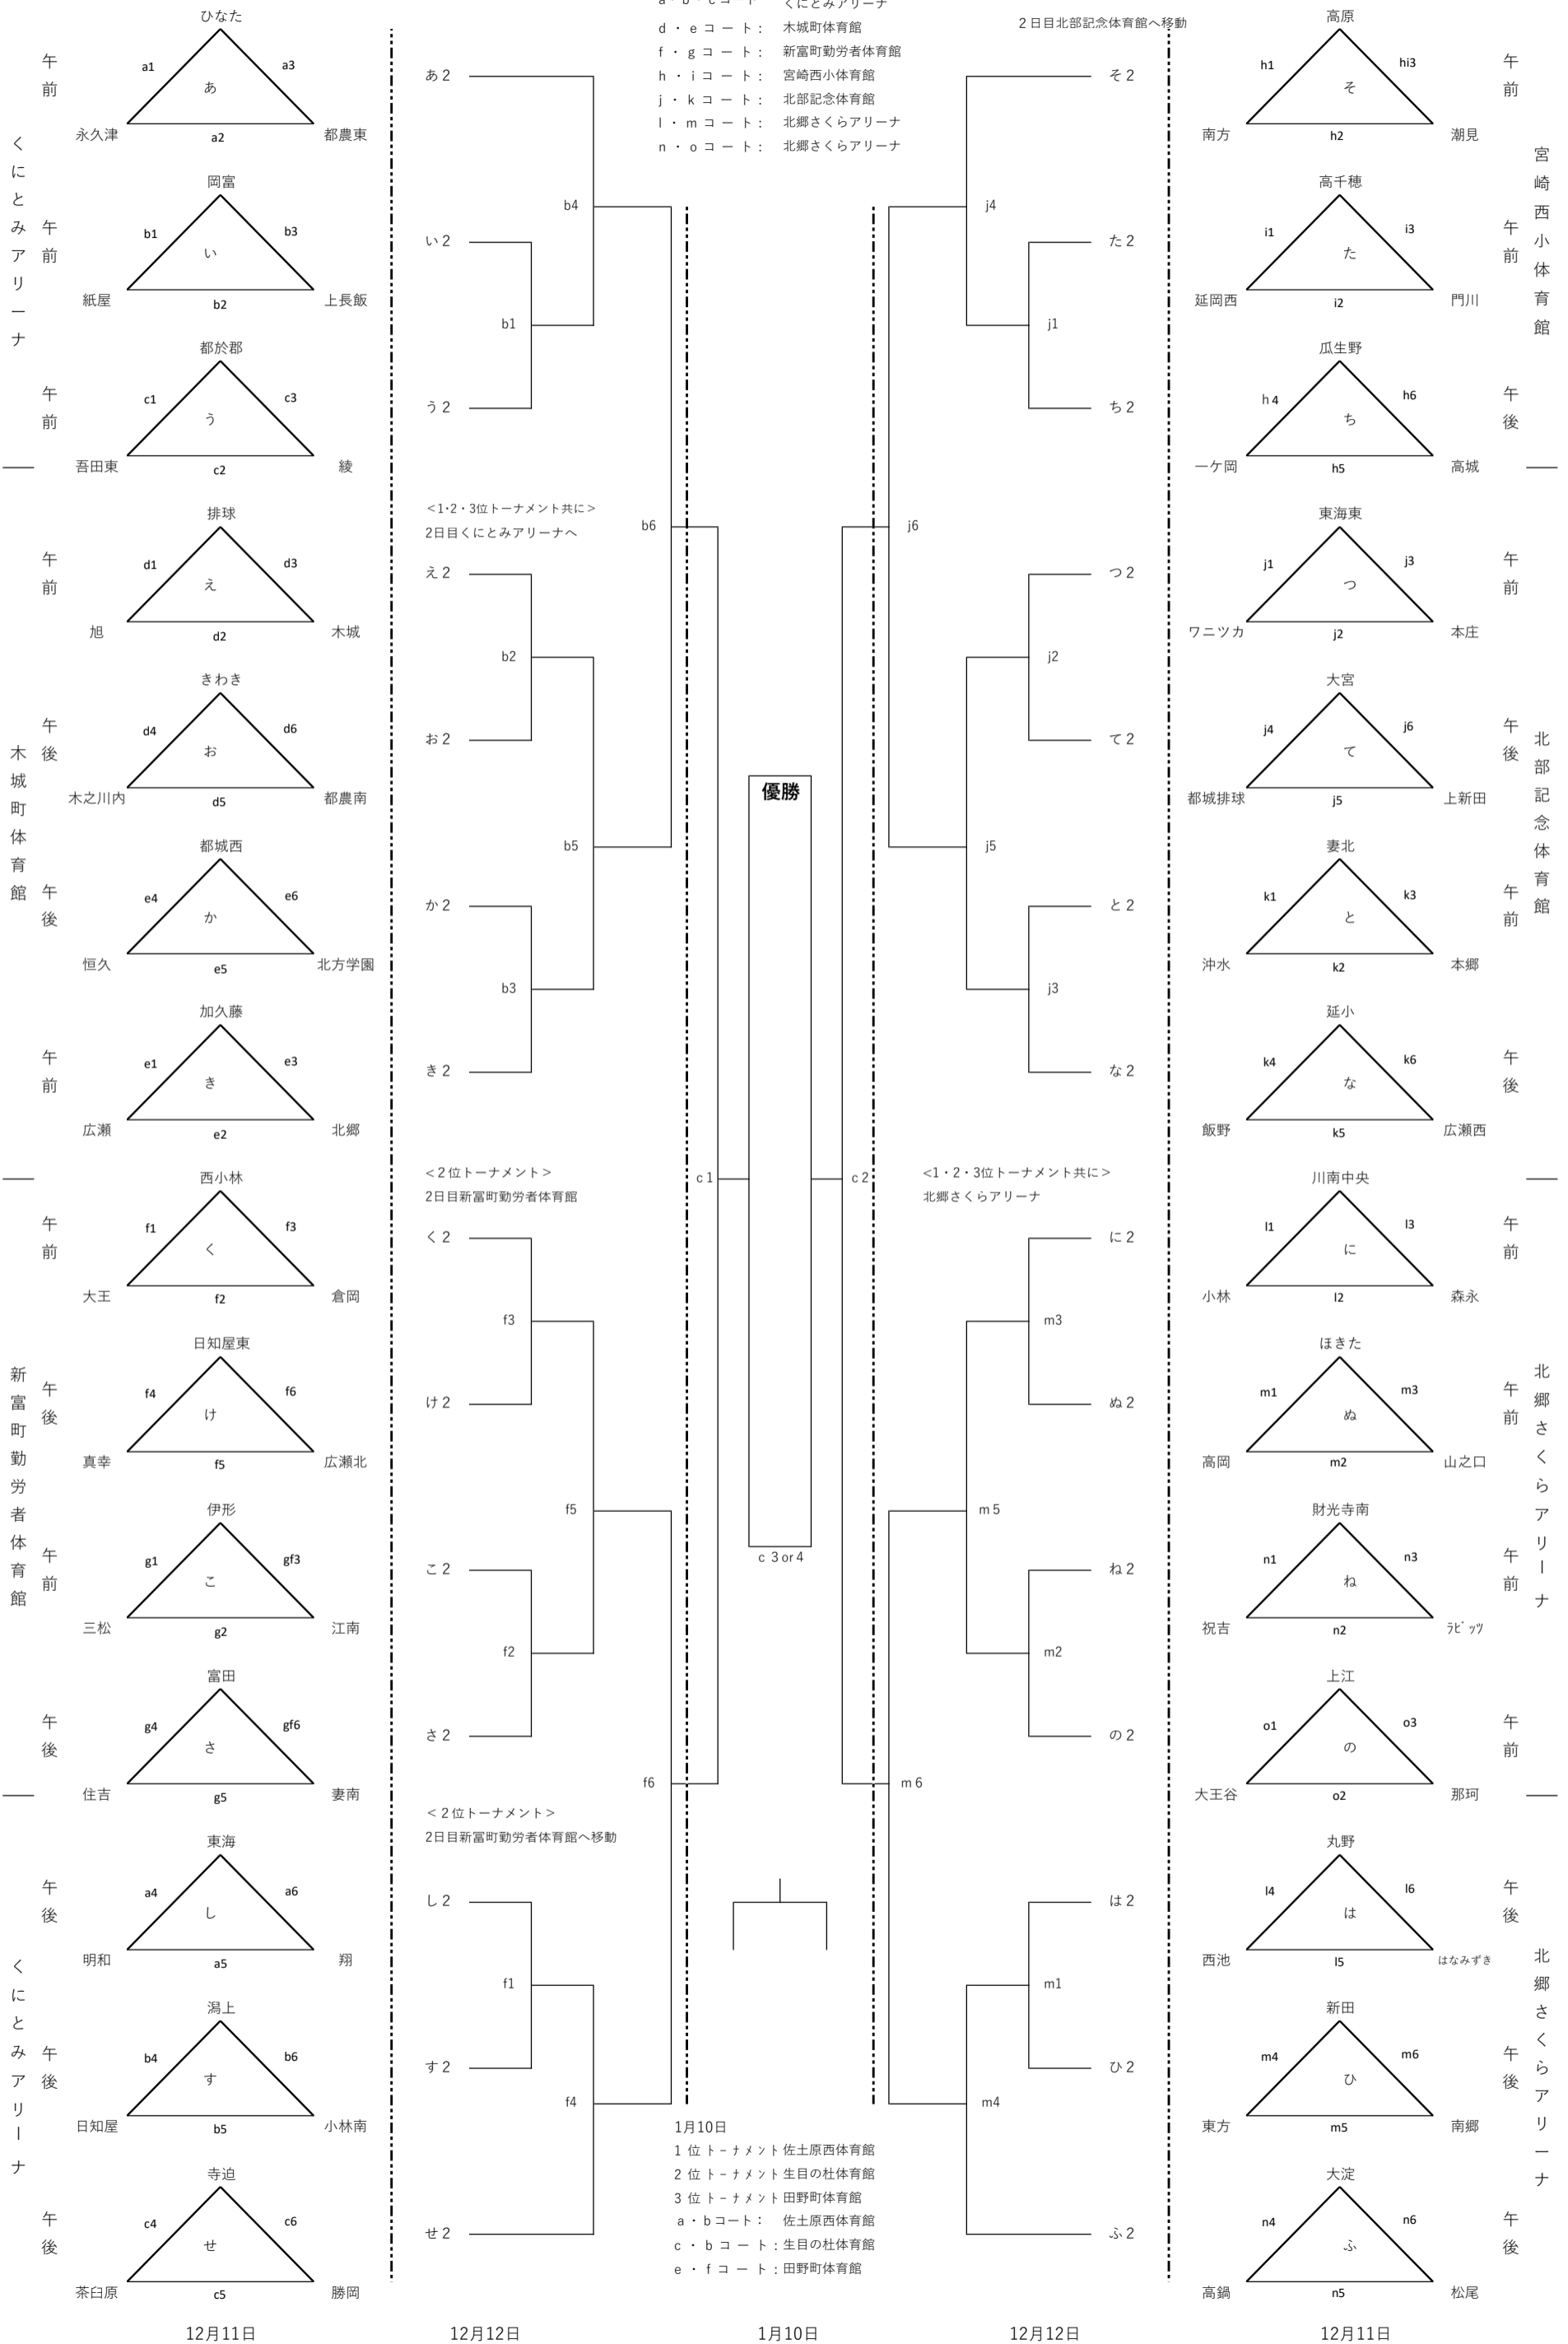 a・b・cコート　くにとみアリーナ
d・eコート：　木城町体育館
f・gコート：　新富町勤労者体育館
h・iコート：　宮崎西小体育館
j・kコート：　北部記念体育館
l・mコート：　北郷さくらアリーナ
n・oコート：　北郷さくらアリーナ
くにとみアリーナ
午前
ひなた
a1
a3
あ
永久津
a2
都農東
午前
岡富
b1
b3
い
紙屋
b2
上長飯
午前
都於郡
c1
c3
う
吾田東
c2
綾
木城町体育館
午前
排球
d1
d3
え
旭
d2
木城
午後
きわき
d4
d6
お
木之川内
d5
都農南
午後
都城西
e4
e6
か
恒久
e5
北方学園
午前
加久藤
e1
e3
き
広瀬
e2
北郷
新富町勤労者体育館
午前
西小林
f1
f3
く
大王
f2
倉岡
午後
日知屋東
f4
f6
け
真幸
f5
広瀬北
午前
伊形
g1
gf3
こ
三松
g2
江南
午後
富田
g4
gf6
さ
住吉
g5
妻南
くにとみアリーナ
午後
東海
a4
a6
し
明和
a5
翔
午後
潟上
b4
b6
す
日知屋
b5
小林南
午後
寺迫
c4
c6
せ
茶臼原
c5
勝岡
12月11日
あ2
b4
い2
b1
う2
<1･2・3位トーナメント共に>
2日目くにとみアリーナへ
b6
え2
b2
お2
b5
か2
b3
き2
<２位トーナメント>
2日目新富町勤労者体育館
c1
く2
f3
け2
f5
こ2
f2
さ2
f6
<２位トーナメント>
2日目新富町勤労者体育館へ移動
し2
f1
す2
f4
せ2
12月12日
優勝
c 3 or 4
1月10日
1 位トーナメント佐土原西体育館
2 位トーナメント生目の杜体育館
3 位トーナメント田野町体育館
a・bコート：　佐土原西体育館
c・bコート：生目の杜体育館
e・fコート：田野町体育館
1月10日
２日目北部記念体育館へ移動
そ2
j4
た2
j1
ち2
j6
つ2
j2
て2
j5
と2
j3
な2
c2
<1・2・3位トーナメント共に>
北郷さくらアリーナ
に2
m3
ぬ2
m5
ね2
m2
の2
m6
は2
m1
ひ2
m4
ふ2
12月12日
宮崎西小体育館
午前
高原
h1
hi3
そ
南方
h2
潮見
午前
高千穂
i1
i3
た
延岡西
i2
門川
午後
瓜生野
h4
h6
ち
一ケ岡
h5
高城
北部記念体育館
午前
東海東
j1
j3
つ
ワニツカ
j2
本庄
午後
大宮
j4
j6
て
都城排球
j5
上新田
午前
妻北
k1
k3
と
沖水
k2
本郷
午後
延小
k4
k6
な
飯野
k5
広瀬西
北郷さくらアリーナ
午前
川南中央
l1
l3
に
小林
l2
森永
午前
ほきた
m1
m3
ぬ
高岡
m2
山之口
午前
財光寺南
n1
n3
ね
祝吉
n2
ﾗﾋﾞｯﾂ
午前
上江
o1
o3
の
大王谷
o2
那珂
北郷さくらアリーナ
午後
丸野
l4
l6
は
西池
l5
はなみずき
午後
新田
m4
m6
ひ
東方
m5
南郷
午後
大淀
n4
n6
ふ
高鍋
n5
松尾
12月11日